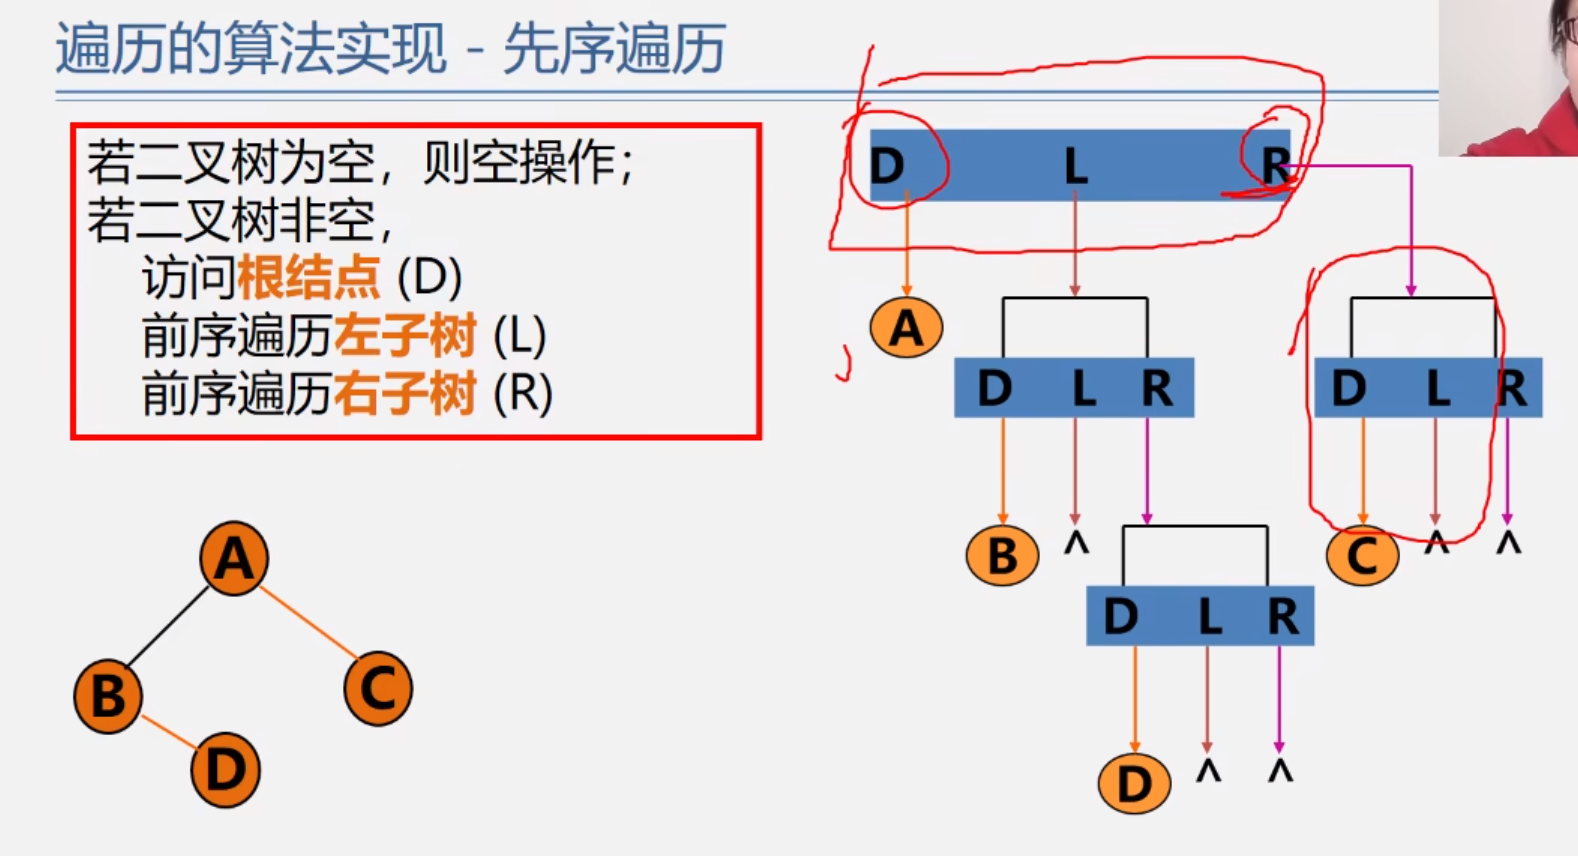 遍历的算法实现 - 先序遍历
若二叉树为空，则空操作；
若二叉树非空，
访问根结点 (D)
前序遍历左子树 (L)
前序遍历右子树 (R)
D L R
A
D L R
D L R
B ^
C ^ ^
D L R
D ^ ^
A
B
C
D